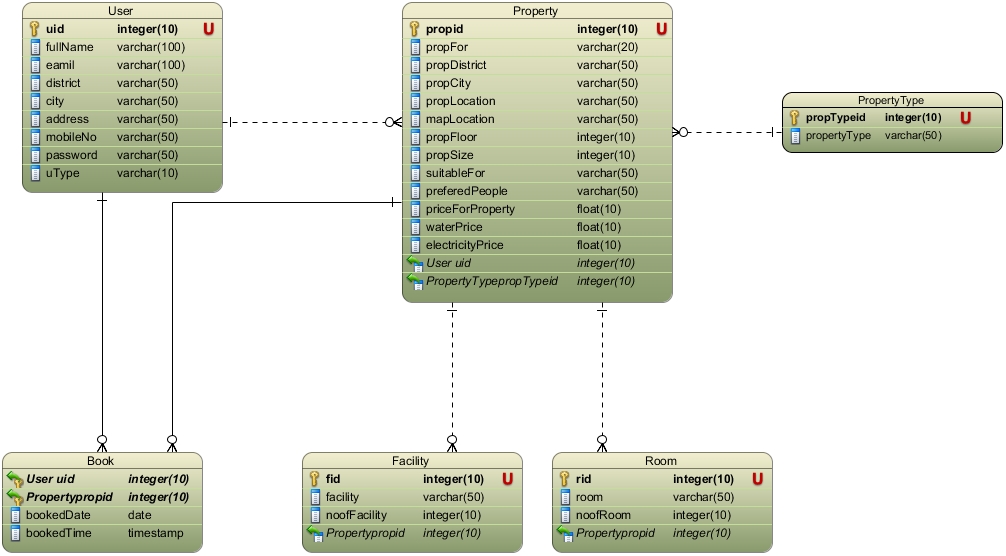 User
uid integer(10) U
fullName varchar(100)
eamil varchar(100)
district varchar(50)
city varchar(50)
address varchar(50)
mobileNo varchar(50)
password varchar(50)
uType varchar(10)
Property
propid integer(10) U
propFor varchar(20)
propDistrict varchar(50)
propCity varchar(50)
propLocation varchar(50)
mapLocation varchar(50)
propFloor integer(10)
propSize integer(10)
suitableFor varchar(50)
preferedPeople varchar(50)
priceForProperty float(10)
waterPrice float(10)
electricityPrice float(10)
User uid integer(10)
PropertyTypepropTypeid integer(10)
PropertyType
propTypeid integer(10) U
propertyType varchar(50)
Book
User uid integer(10)
Propertypropid integer(10)
bookedDate date
bookedTime timestamp
Facility
fid integer(10) U
facility varchar(50)
noofFacility integer(10)
Propertypropid integer(10)
Room
rid integer(10) U
room varchar(50)
noofRoom integer(10)
Propertypropid integer(10)